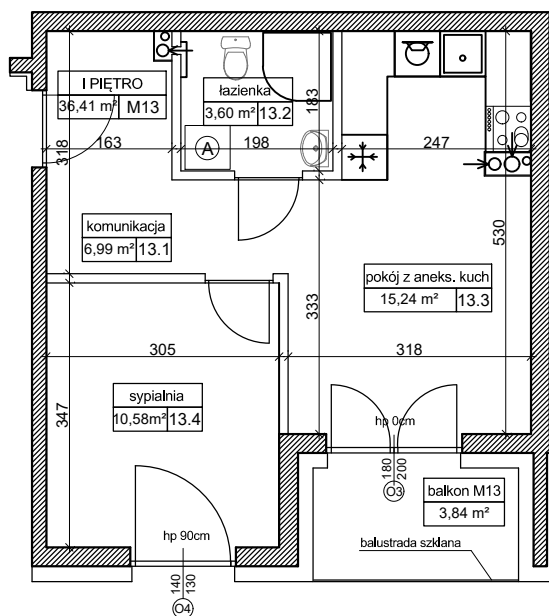 I PIĘTRO
36,41 m² M13
łazienka
3,60 m² 13.2
183
318
163
198
247
A
komunikacja
6,99 m² 13.1
530
pokój z aneks. kuch
15,24 m² 13.3
333
305
318
sypialnia
10,58m² 13.4
347
hp 0cm
180
200
O3
balkon M13
3,84 m²
hp 90cm
balustrada szklana
140
130
O4